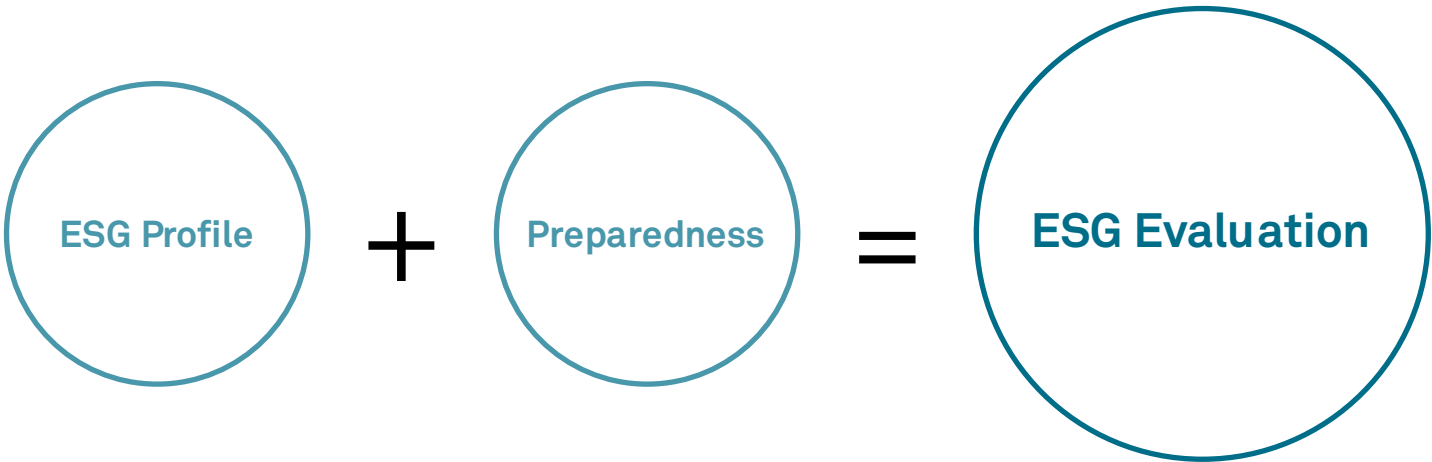 ESG Profile + Preparedness = ESG Evaluation